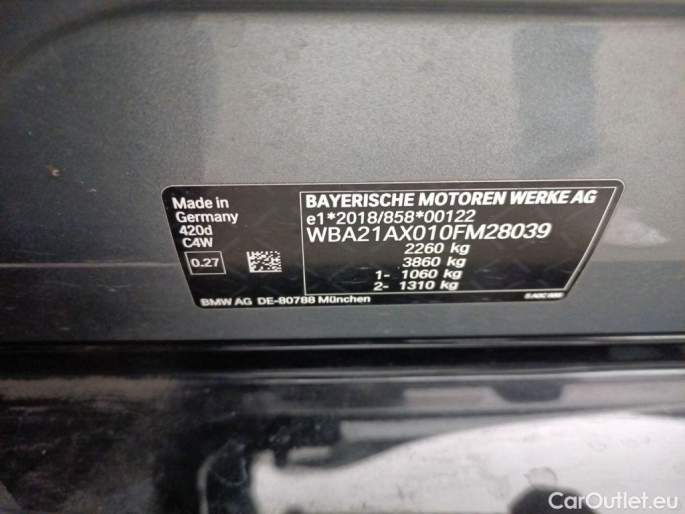 Made in
Germany
420d
C4W
0.27
BAYERISCHE MOTOREN WERKE AG
e1*2018/858*00122
WBA21AX010FM28039
2260 kg
3860 kg
1- 1060 kg
2- 1310 kg
BMW AG DE-80788 München
CarOutlet.eu